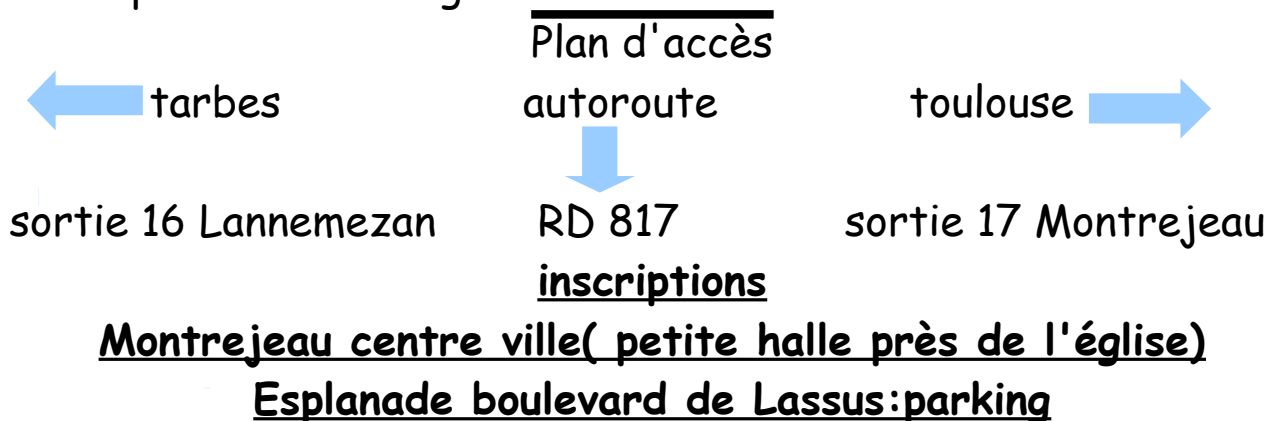 Plan d'accès
tarbes autoroute toulouse
sortie 16 Lannemezan RD 817 sortie 17 Montrejeau
inscriptions
Montrejeau centre ville( petite halle près de l'église)
Esplanade boulevard de Lassus:parking